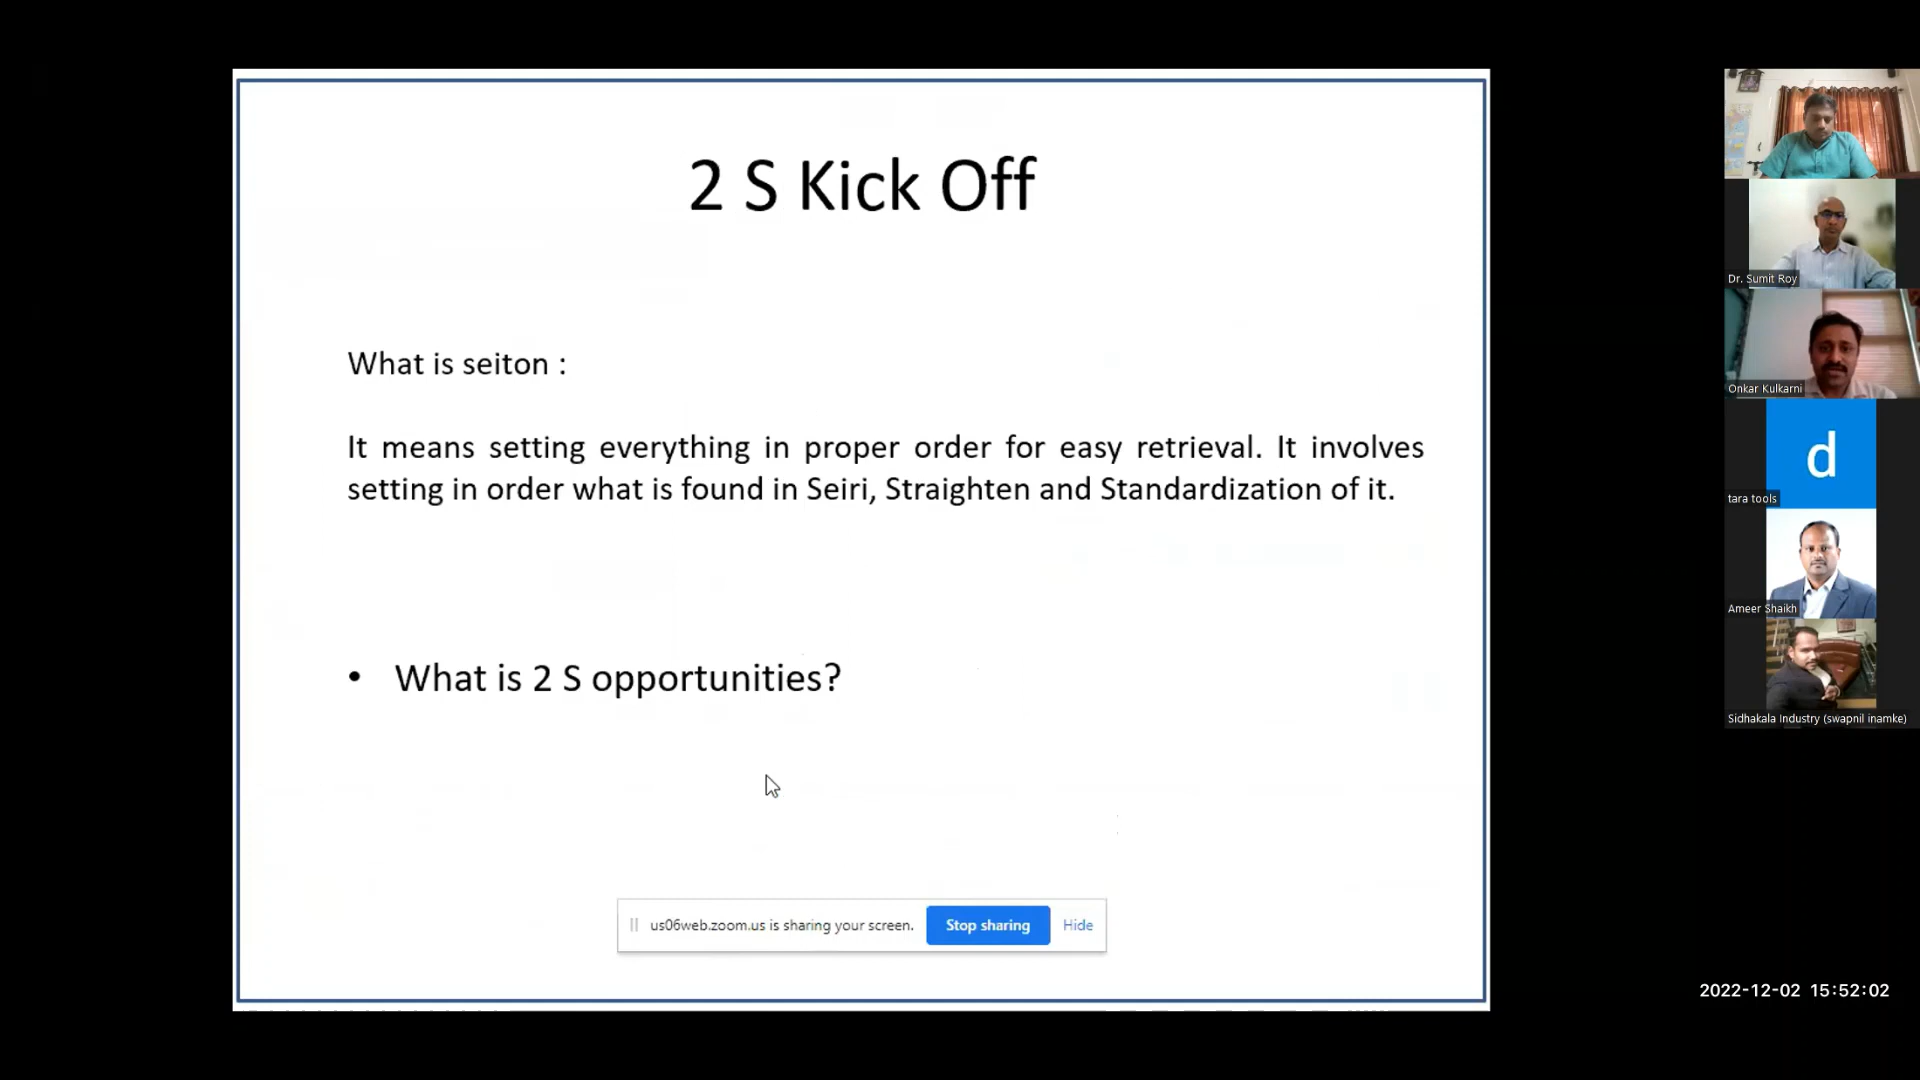 2 S Kick Off
What is seiton :
It means setting everything in proper order for easy retrieval. It involves
setting in order what is found in Seiri, Straighten and Standardization of it.
• What is 2 S opportunities?
us06web.zoom.us is sharing your screen. Stop sharing Hide
Dr. Sumit Roy
Onkar Kulkarni
d
tara tools
Ameer Shaikh
Sidhakala Industry (swapnil inamke)
2022-12-02 15:52:02